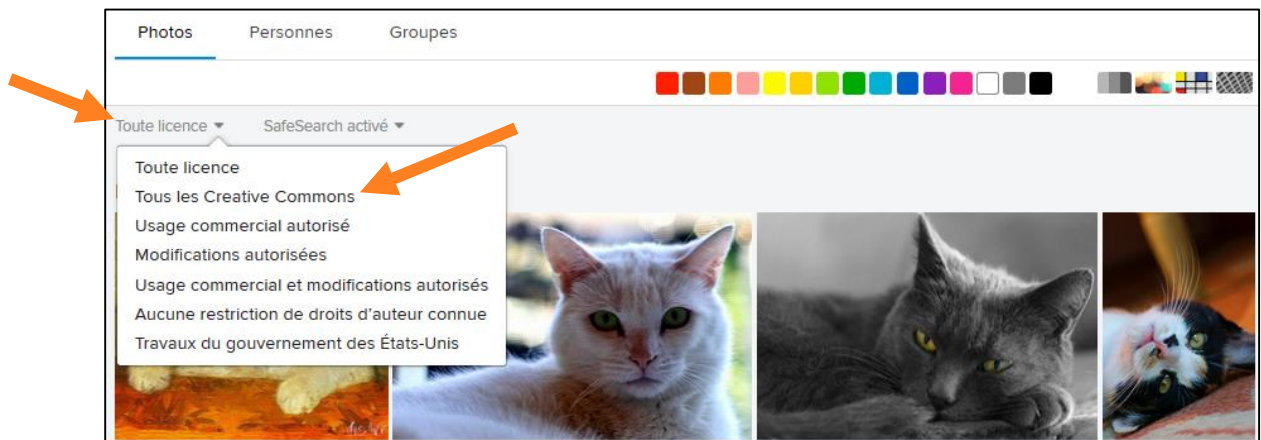 Photos Personnes Groupes
Toute licence SafeSearch activé
Toute licence
Tous les Creative Commons
Usage commercial autorisé
Modifications autorisées
Usage commercial et modifications autorisés
Aucune restriction de droits d'auteur connue
Travaux du gouvernement des États-Unis